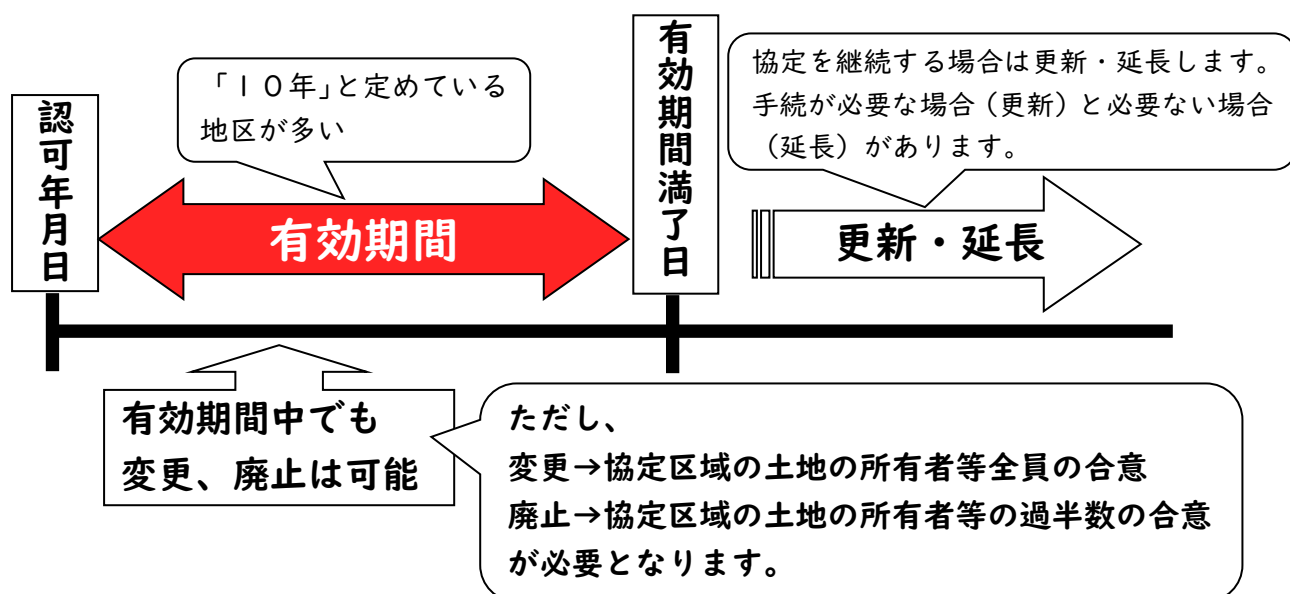 認可年月日
「１０年」と定めている
地区が多い
有効期間
有効期間満了日
協定を継続する場合は更新・延長します。
手続が必要な場合（更新）と必要ない場合
（延長）があります。
更新・延長
有効期間中でも
変更、廃止は可能
ただし、
変更→協定区域の土地の所有者等全員の合意
廃止→協定区域の土地の所有者等の過半数の合意
が必要となります。